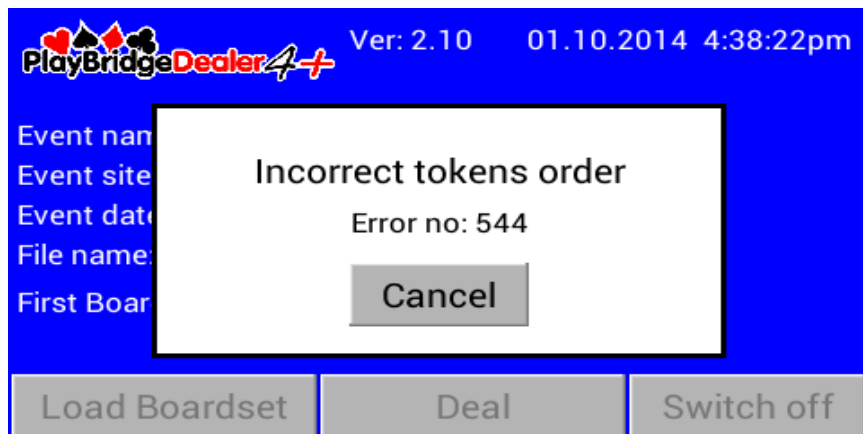 PlayBridgeDealer4+ Ver: 2.10 01.10.2014 4:38:22pm
Event nam
Event site
Event date
File name:
First Boar
Incorrect tokens order
Error no: 544
Cancel
Load Boardset Deal Switch off